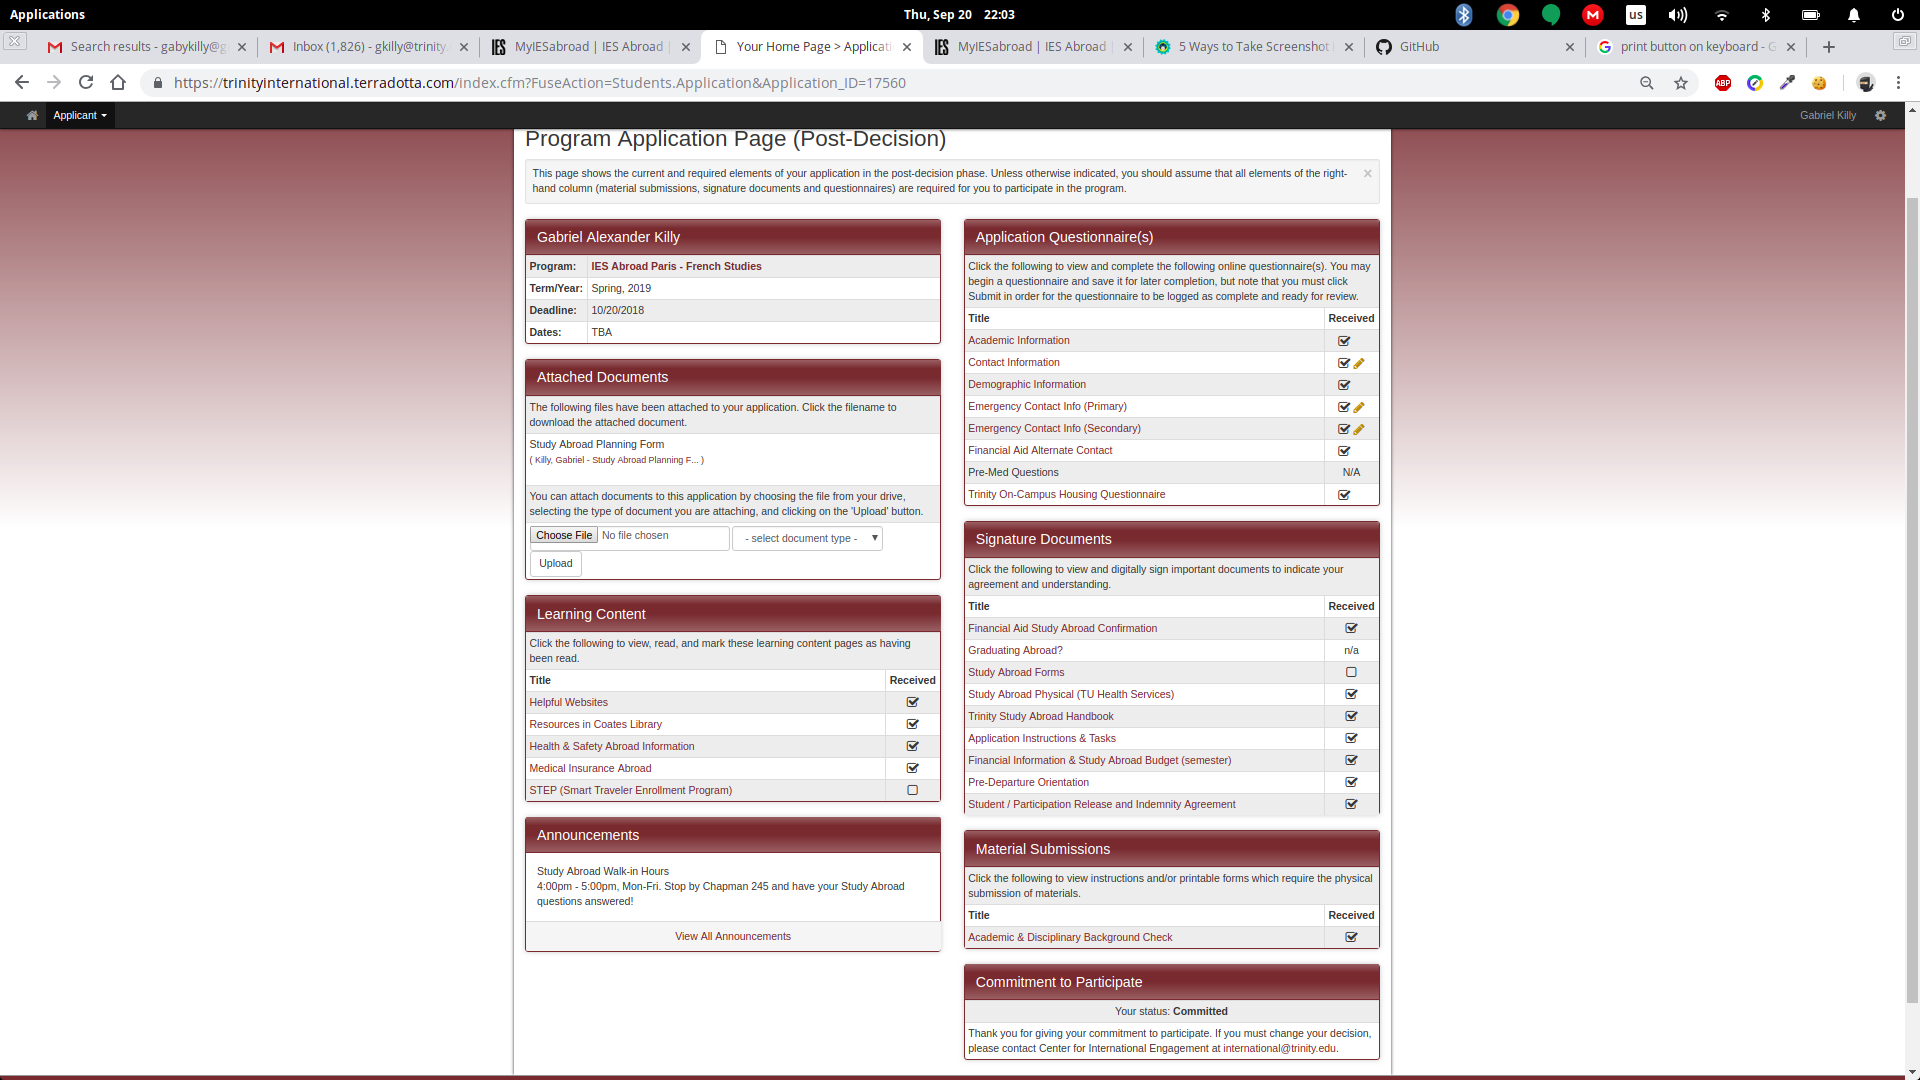 Applications
Thu, Sep 20 22:03
us
Search results - gabykilly@g
Inbox (1,826) - gkilly@trinity.
IES
MyIESabroad | IES Abroad
Your Home Page > Applicati
IES
MyIESabroad | IES Abroad
5 Ways to Take Screenshot i
GitHub
print button on keyboard - G
https://trinityinternational.terradotta.com/index.cfm?FuseAction=Students.Application&Application_ID=17560
ABP
Applicant
Gabriel Killy
Program Application Page (Post-Decision)
This page shows the current and required elements of your application in the post-decision phase. Unless otherwise indicated, you should assume that all elements of the right-
hand column (material submissions, signature documents and questionnaires) are required for you to participate in the program.
Gabriel Alexander Killy
Program: IES Abroad Paris - French Studies
Term/Year: Spring, 2019
Deadline: 10/20/2018
Dates: TBA
Attached Documents
The following files have been attached to your application. Click the filename to
download the attached document.
Study Abroad Planning Form
( Killy, Gabriel - Study Abroad Planning F... )
You can attach documents to this application by choosing the file from your drive,
selecting the type of document you are attaching, and clicking on the 'Upload' button.
Choose File No file chosen - select document type -
Upload
Learning Content
Click the following to view, read, and mark these learning content pages as having
been read.
Title Received
Helpful Websites
Resources in Coates Library
Health & Safety Abroad Information
Medical Insurance Abroad
STEP (Smart Traveler Enrollment Program)
Announcements
Study Abroad Walk-in Hours
4:00pm - 5:00pm, Mon-Fri. Stop by Chapman 245 and have your Study Abroad
questions answered!
View All Announcements
Application Questionnaire(s)
Click the following to view and complete the following online questionnaire(s). You may
begin a questionnaire and save it for later completion, but note that you must click
Submit in order for the questionnaire to be logged as complete and ready for review.
Title Received
Academic Information
Contact Information
Demographic Information
Emergency Contact Info (Primary)
Emergency Contact Info (Secondary)
Financial Aid Alternate Contact
Pre-Med Questions N/A
Trinity On-Campus Housing Questionnaire
Signature Documents
Click the following to view and digitally sign important documents to indicate your
agreement and understanding.
Title Received
Financial Aid Study Abroad Confirmation
Graduating Abroad? n/a
Study Abroad Forms
Study Abroad Physical (TU Health Services)
Trinity Study Abroad Handbook
Application Instructions & Tasks
Financial Information & Study Abroad Budget (semester)
Pre-Departure Orientation
Student / Participation Release and Indemnity Agreement
Material Submissions
Click the following to view instructions and/or printable forms which require the physical
submission of materials.
Title Received
Academic & Disciplinary Background Check
Commitment to Participate
Your status: Committed
Thank you for giving your commitment to participate. If you must change your decision,
please contact Center for International Engagement at international@trinity.edu.